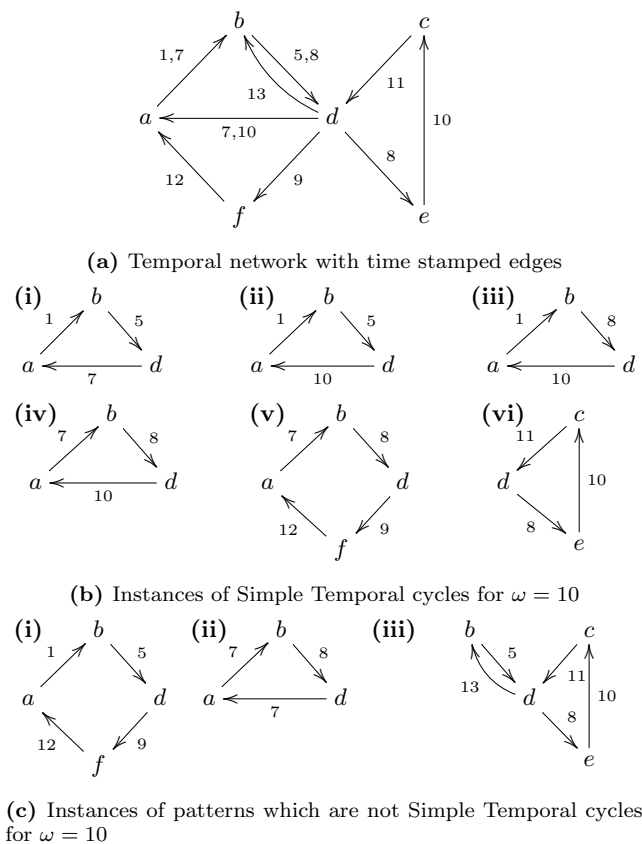 b c
1,7 5,8
13 11
a d
7,10 10
8
12 9
f e
(a) Temporal network with time stamped edges
(i) b (ii) b (iii) b
1 5 1 5 1 8
a d a d a d
7 10 10
(iv) b (v) b (vi) c
7 8 7 8 11
a d a d d 10
10 12 9 8
f e
(b) Instances of Simple Temporal cycles for ω = 10
(i) b (ii) b (iii) b c
1 5 7 8 5
13 11
a d a d d 10
7 8
12 9
f e
(c) Instances of patterns which are not Simple Temporal cycles
for ω = 10